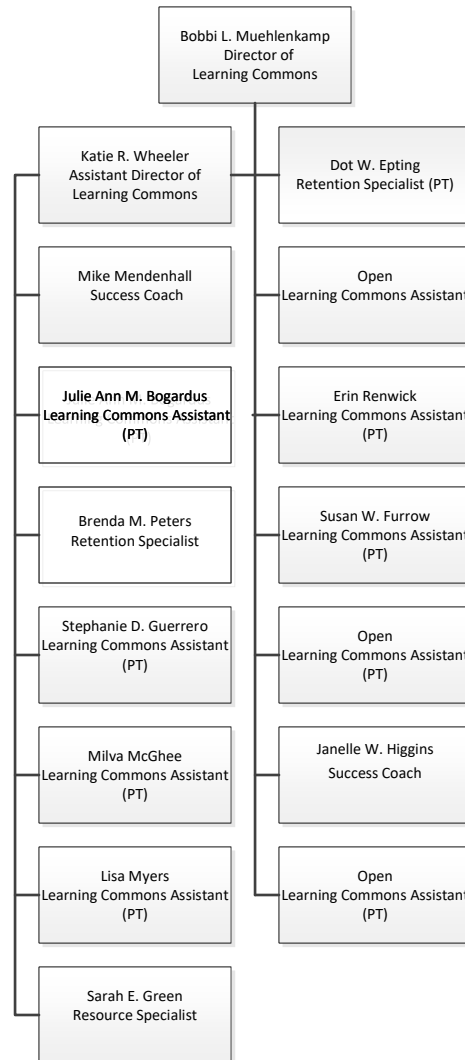 Bobbi L. Muehlenkamp
Director of
Learning Commons
Katie R. Wheeler
Assistant Director of
Learning Commons
Dot W. Epting
Retention Specialist (PT)
Mike Mendenhall
Success Coach
Open
Learning Commons Assistant
Julie Ann M. Bogardus
Learning Commons Assistant
(PT)
Erin Renwick
Learning Commons Assistant
(PT)
Brenda M. Peters
Retention Specialist
Susan W. Furrow
Learning Commons Assistant
(PT)
Stephanie D. Guerrero
Learning Commons Assistant
(PT)
Open
Learning Commons Assistant
(PT)
Milva McGhee
Learning Commons Assistant
(PT)
Janelle W. Higgins
Success Coach
Lisa Myers
Learning Commons Assistant
(PT)
Open
Learning Commons Assistant
(PT)
Sarah E. Green
Resource Specialist